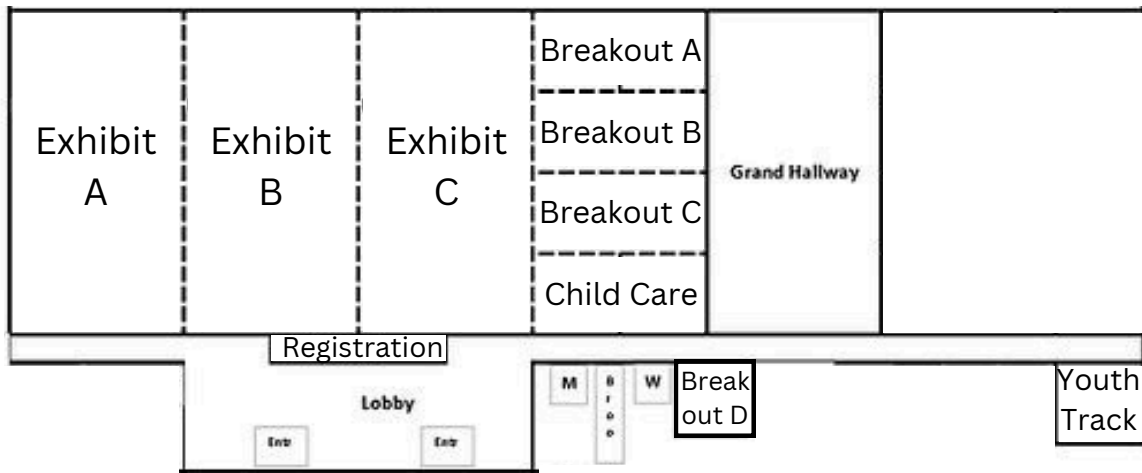 Exhibit
A
Exhibit
B
Exhibit
C
Breakout A
Breakout B
Breakout C
Child Care
Grand Hallway
Registration
Lobby
Entr
Entr
M
B
r
o
o
W
Break
out D
Youth
Track